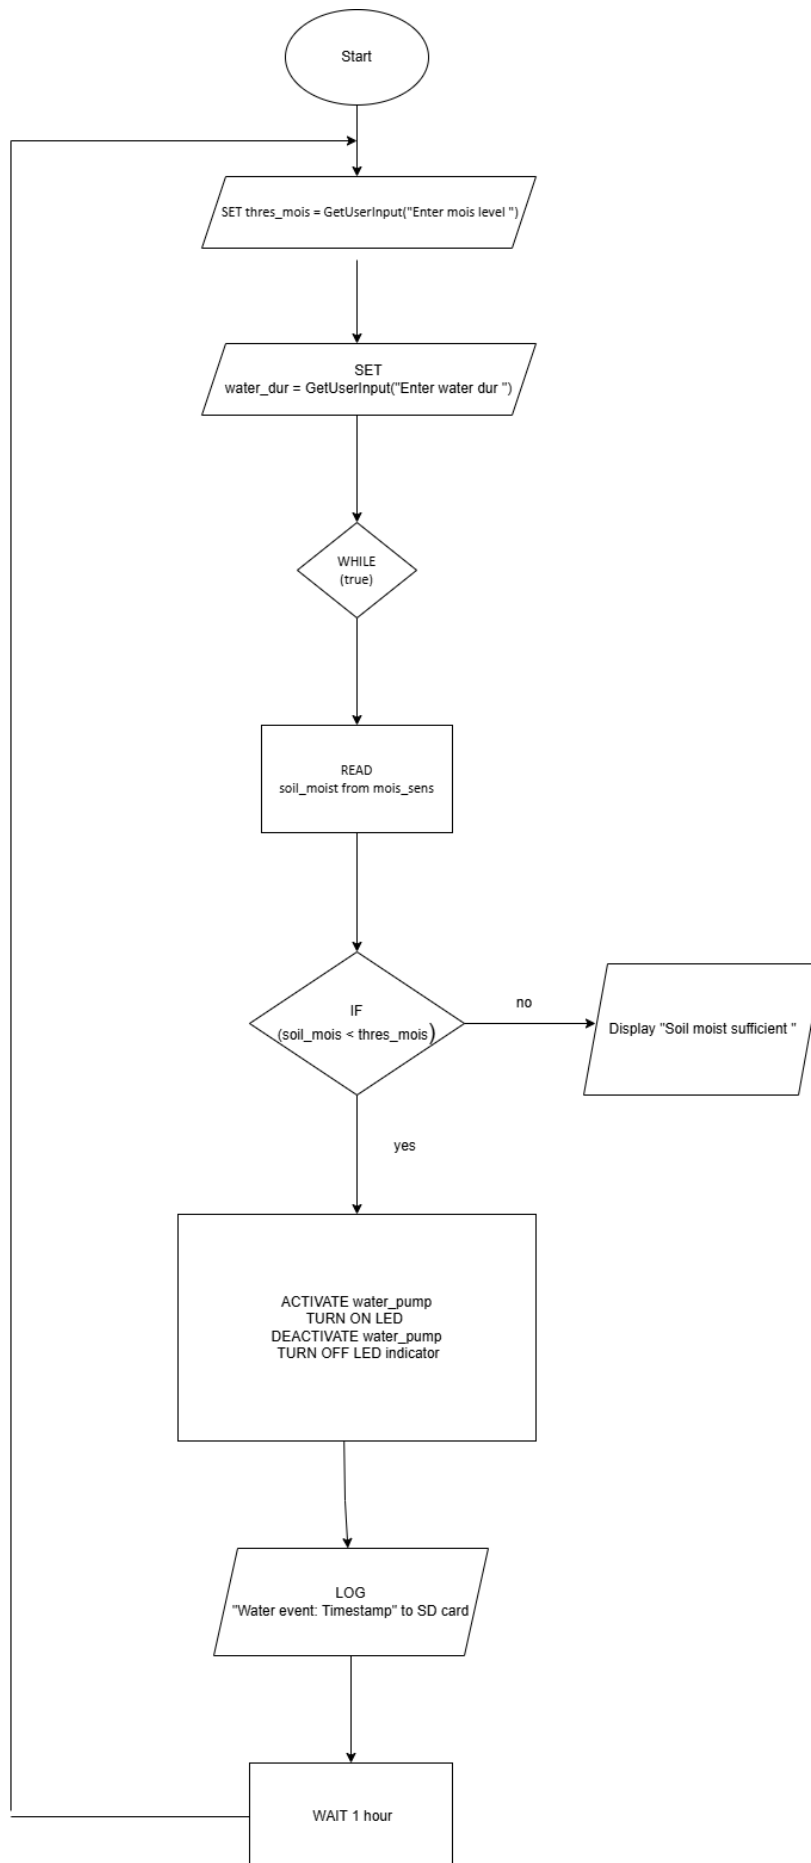 Start
SET thres_mois = GetUserInput("Enter mois level ")
SET
water_dur = GetUserInput("Enter water dur ")
WHILE
(true)
READ
soil_moist from mois_sens
IF
(soil_mois < thres_mois)
no
Display "Soil moist sufficient "
yes
ACTIVATE water_pump
TURN ON LED
DEACTIVATE water_pump
TURN OFF LED indicator
LOG
"Water event: Timestamp" to SD card
WAIT 1 hour